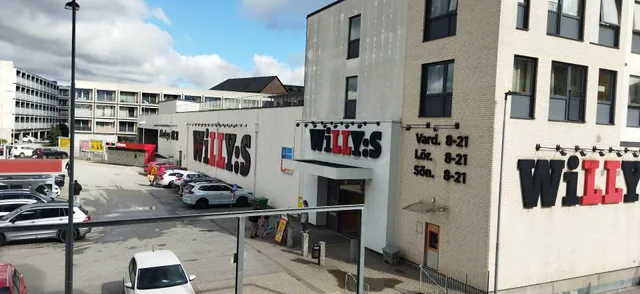 WiLLY:S
WiLLY:S
Vard. 8-21
Lör. 8-21
Sön. 8-21
WiLLY